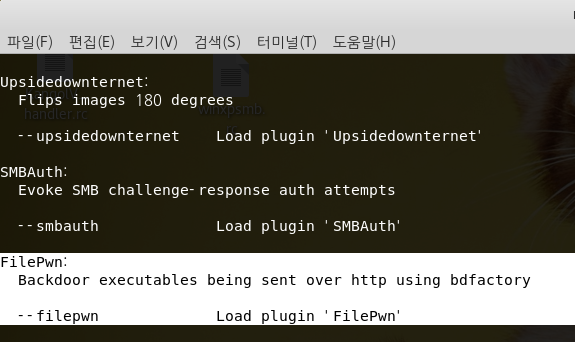 파일(F) 편집(E) 보기(V) 검색(S) 터미널(T) 도움말(H)
Upsidedownternet:
Flips images 180 degrees
handler.rc
--upsidedownternet Load plugin 'Upsidedownternet'
SMBAuth:
Evoke SMB challenge-response auth attempts
--smbauth Load plugin 'SMBAuth'
FilePwn:
Backdoor executables being sent over http using bdfactory
--filepwn Load plugin 'FilePwn'